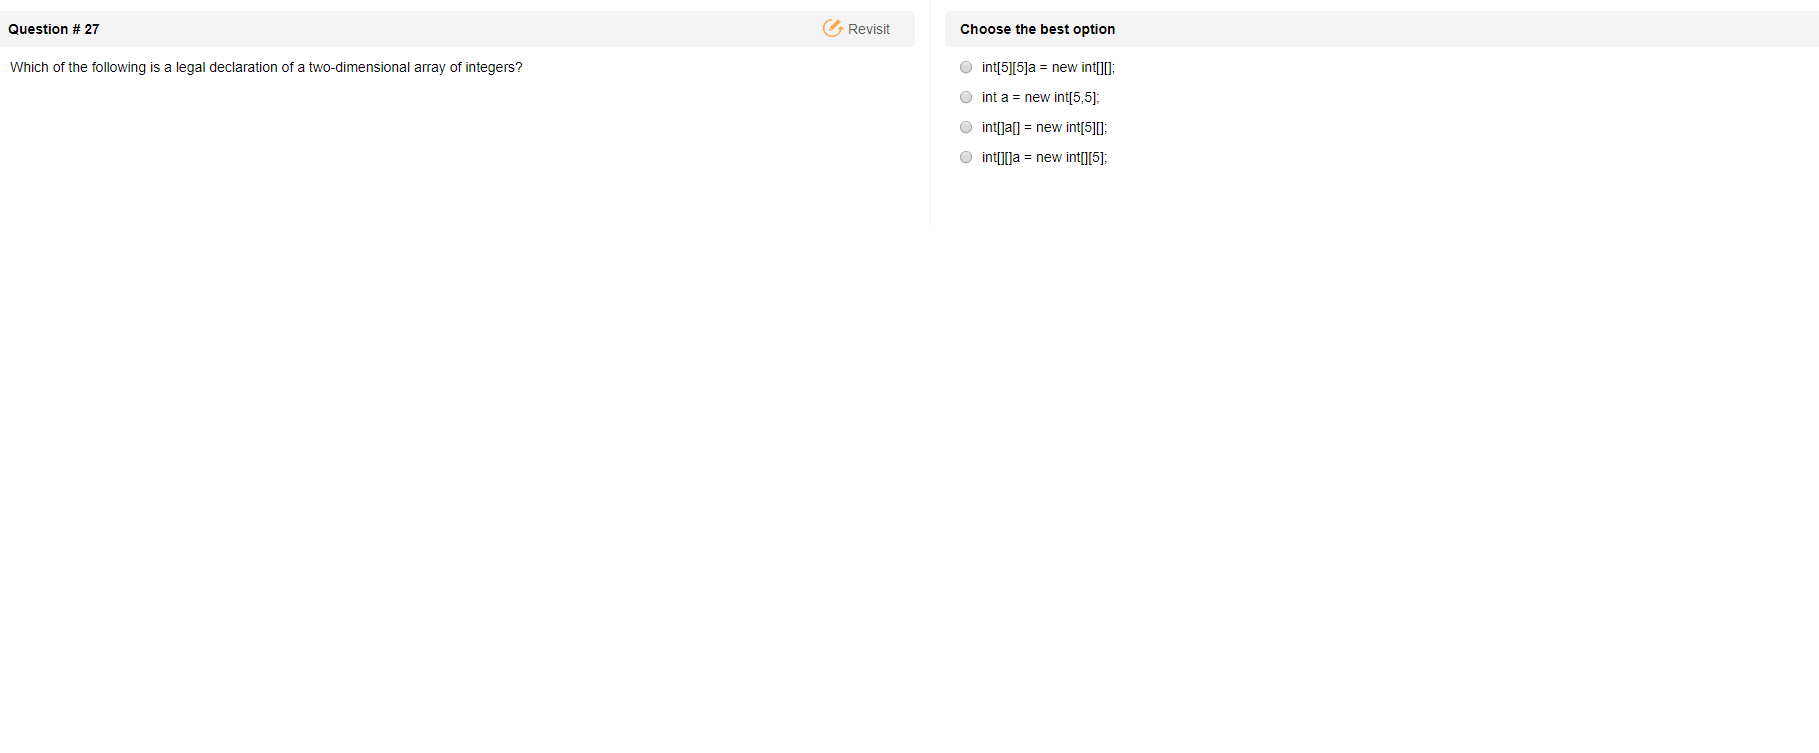 Question # 27
Revisit
Which of the following is a legal declaration of a two-dimensional array of integers?
Choose the best option
int[5][5]a = new int[][];
int a = new int[5,5];
int[]a[] = new int[5][];
int[][]a = new int[][5];